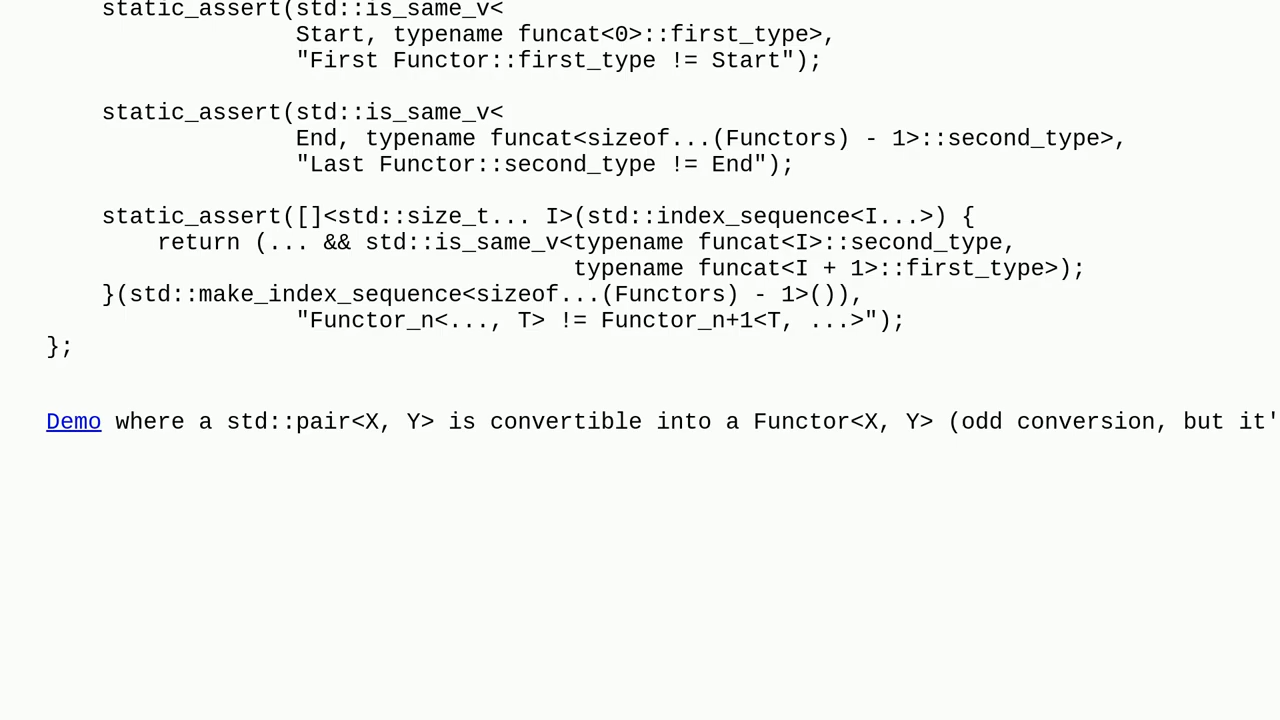 static_assert(std::is_same_v<
Start, typename funcat<0>::first_type>,
"First Functor::first_type != Start");
static_assert(std::is_same_v<
End, typename funcat<sizeof...(Functors) - 1>::second_type>,
"Last Functor::second_type != End");
static_assert([]<std::size_t... I>(std::index_sequence<I...>) {
return (... && std::is_same_v<typename funcat<I>::second_type,
typename funcat<I + 1>::first_type>);
}(std::make_index_sequence<sizeof...(Functors) - 1>()),
"Functor_n<..., T> != Functor_n+1<T, ...>");
};
Demo where a std::pair<X, Y> is convertible into a Functor<X, Y> (odd conversion, but it'